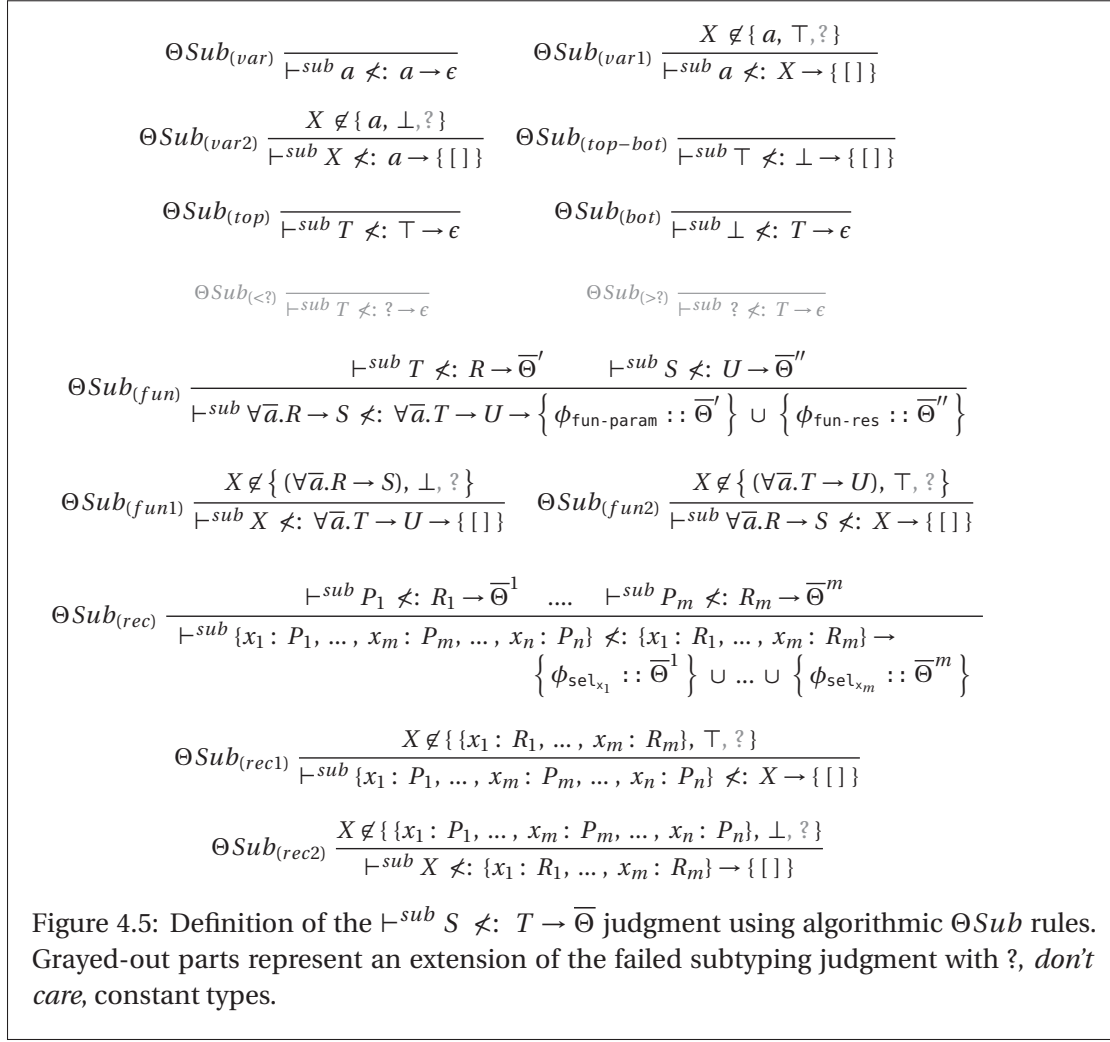 ΘSub(var) ⊢sub a ≮: a → ϵ    ΘSub(var1) X ∉ { a, ⊤,? } ⊢sub a ≮: X → { [ ] }
ΘSub(var2) X ∉ { a, ⊥,? } ⊢sub X ≮: a → { [ ] }    ΘSub(top−bot) ⊢sub ⊤ ≮: ⊥ → { [ ] }
ΘSub(top) ⊢sub T ≮: ⊤ → ϵ    ΘSub(bot) ⊢sub ⊥ ≮: T → ϵ
ΘSub(<?) ⊢sub T ≮: ? → ϵ    ΘSub(>?) ⊢sub ? ≮: T → ϵ
⊢sub T ≮: R → Θ̅′    ⊢sub S ≮: U → Θ̅″
ΘSub(fun) ⊢sub ∀a̅.R → S ≮: ∀a̅.T → U → { ϕfun-param :: Θ̅′ } ∪ { ϕfun-res :: Θ̅″ }
ΘSub(fun1) X ∉ { (∀a̅.R → S), ⊥, ? } ⊢sub X ≮: ∀a̅.T → U → { [ ] }    ΘSub(fun2) X ∉ { (∀a̅.T → U), ⊤, ? } ⊢sub ∀a̅.R → S ≮: X → { [ ] }
⊢sub P1 ≮: R1 → Θ̅1    ....    ⊢sub Pm ≮: Rm → Θ̅m
ΘSub(rec) ⊢sub {x1 : P1, ... , xm : Pm, ... , xn : Pn} ≮: {x1 : R1, ... , xm : Rm} →
{ ϕselx1 :: Θ̅1 } ∪ ... ∪ { ϕselxm :: Θ̅m }
X ∉ { {x1 : R1, ... , xm : Rm}, ⊤, ? }
ΘSub(rec1) ⊢sub {x1 : P1, ... , xm : Pm, ... , xn : Pn} ≮: X → { [ ] }
X ∉ { {x1 : P1, ... , xm : Pm, ... , xn : Pn}, ⊥, ? }
ΘSub(rec2) ⊢sub X ≮: {x1 : R1, ... , xm : Rm} → { [ ] }
Figure 4.5: Definition of the ⊢sub S ≮: T → Θ̅ judgment using algorithmic ΘSub rules.
Grayed-out parts represent an extension of the failed subtyping judgment with ?, don't
care, constant types.